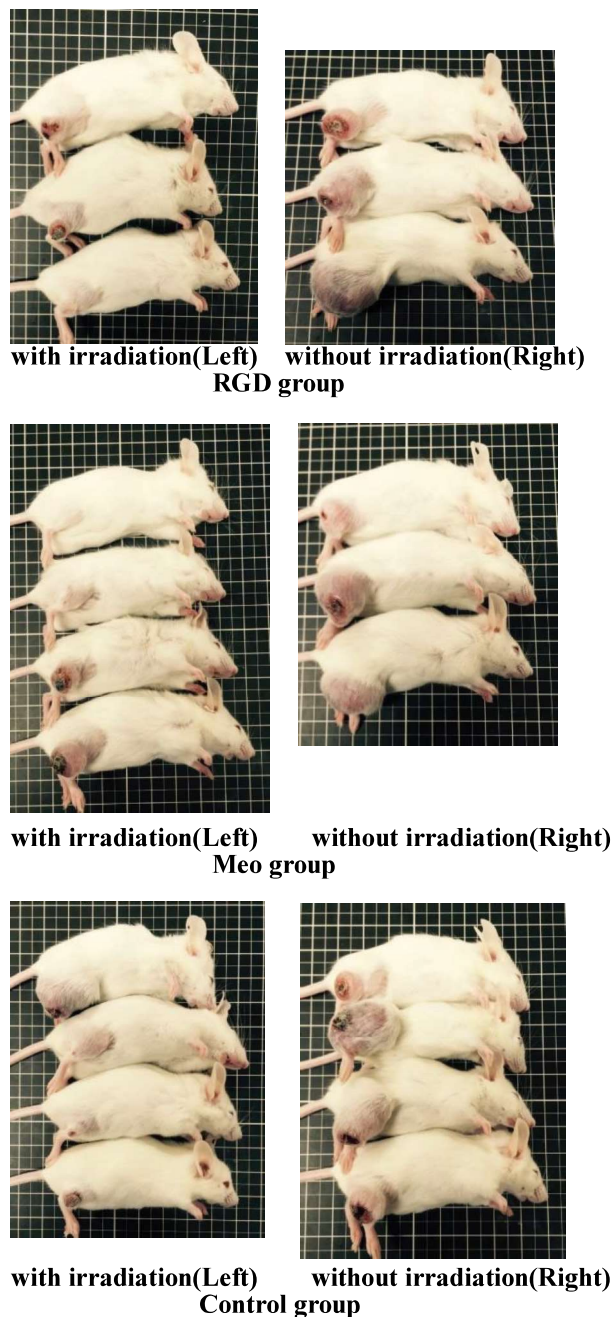 with irradiation(Left) without irradiation(Right)
RGD group
with irradiation(Left) without irradiation(Right)
Meo group
with irradiation(Left) without irradiation(Right)
Control group